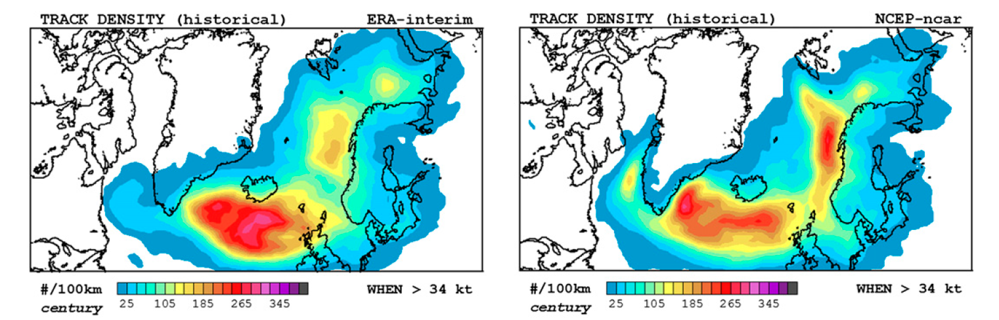 TRACK DENSITY (historical) ERA-interim
#/100km
century
25 105 185 265 345
WHEN > 34 kt
TRACK DENSITY (historical) NCEP-ncar
#/100km
century
25 105 185 265 345
WHEN > 34 kt